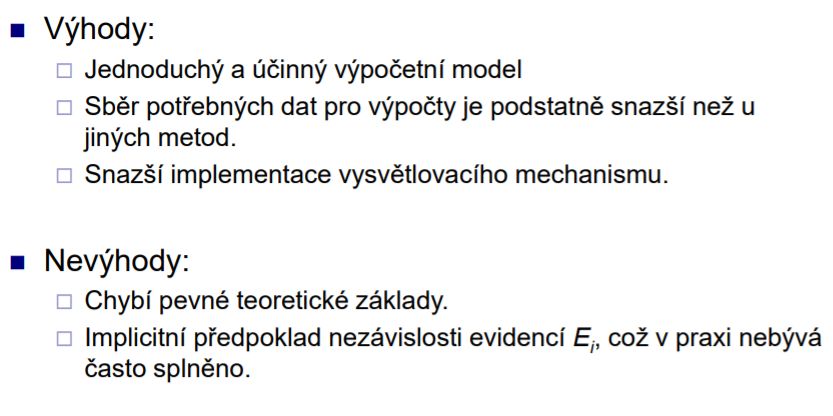 Výhody:
Jednoduchý a účinný výpočetní model
Sběr potřebných dat pro výpočty je podstatně snazší než u
jiných metod.
Snazší implementace vysvětlovacího mechanismu.
Nevýhody:
Chybí pevné teoretické základy.
Implicitní předpoklad nezávislosti evidencí Eᵢ, což v praxi nebývá
často splněno.